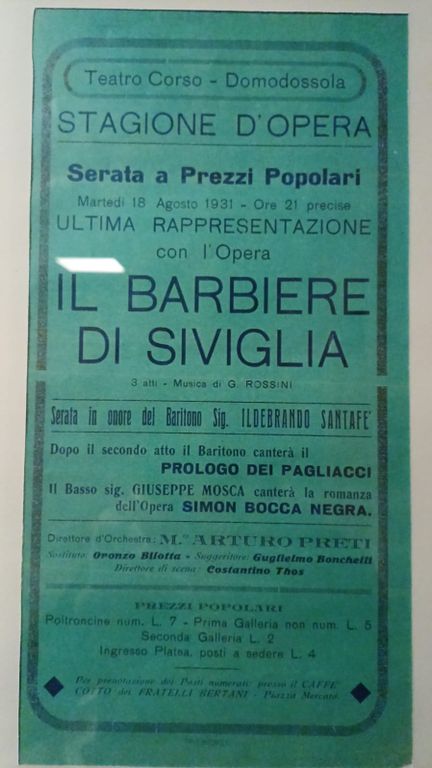 Teatro Corso - Domodossola
STAGIONE D'OPERA
Serata a Prezzi Popolari
Martedi 18 Agosto 1931 - Ore 21 precise
ULTIMA RAPPRESENTAZIONE
con l'Opera
IL BARBIERE
DI SIVIGLIA
3 atti - Musica di G. ROSSINI
Serata in onore del Baritono Sig. ILDEBRANDO SANTAFE'
Dopo il secondo atto il Baritono canterà il
PROLOGO DEI PAGLIACCI
Il Basso sig. GIUSEPPE MOSCA canterà la romanza
dell'Opera SIMON BOCCA NEGRA.
Direttore d'Orchestra: M.º ARTURO PRETI
Sostituto: Oronzo Bilotta - Suggeritore: Guglielmo Bonchelli
Direttore di scena: Costantino Thos
PREZZI POPOLARI
Poltroncine num. L. 7 - Prima Galleria non num. L. 5
Seconda Galleria L. 2
Ingresso Platea, posti a sedere L. 4
Per prenotazione dei Posti numerati: presso il CAFFE'
COTTO dei FRATELLI BERTANI - Piazza Mercato.